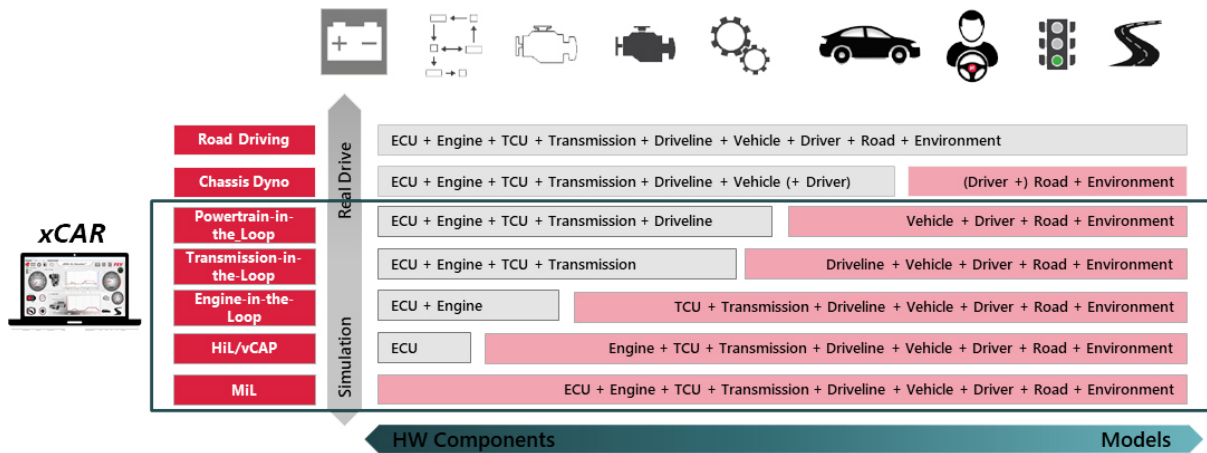 Road Driving
ECU + Engine + TCU + Transmission + Driveline + Vehicle + Driver + Road + Environment
Real Drive
Chassis Dyno
ECU + Engine + TCU + Transmission + Driveline + Vehicle (+ Driver)
(Driver +) Road + Environment
xCAR
Powertrain-in-
the_Loop
ECU + Engine + TCU + Transmission + Driveline
Vehicle + Driver + Road + Environment
Transmission-in-
the-Loop
ECU + Engine + TCU + Transmission
Driveline + Vehicle + Driver + Road + Environment
Engine-in-the-
Loop
ECU + Engine
TCU + Transmission + Driveline + Vehicle + Driver + Road + Environment
Simulation
HiL/vCAP
ECU
Engine + TCU + Transmission + Driveline + Vehicle + Driver + Road + Environment
MiL
ECU + Engine + TCU + Transmission + Driveline + Vehicle + Driver + Road + Environment
HW Components
Models